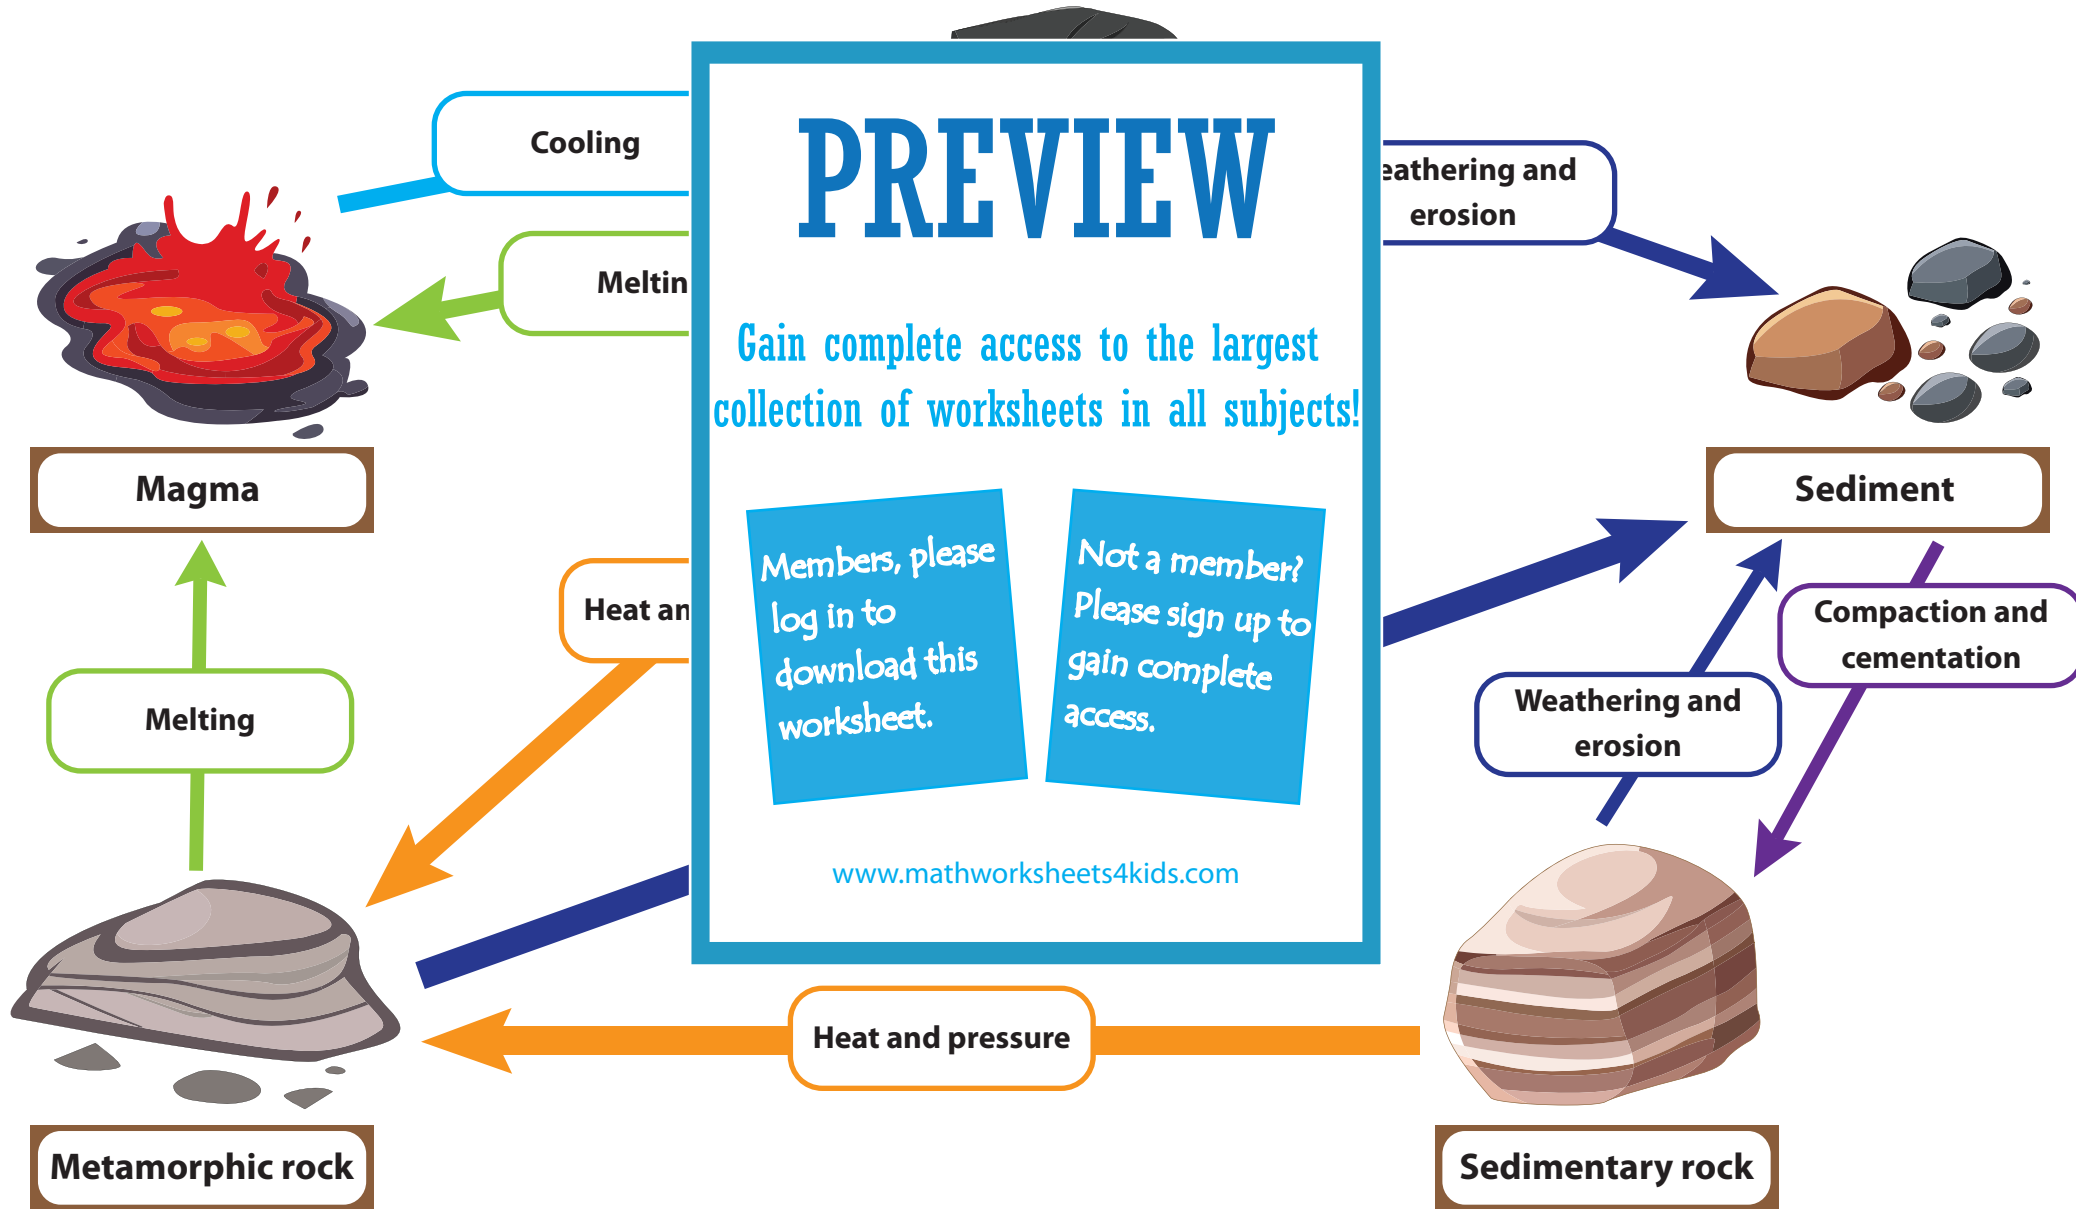 Cooling
Melting
PREVIEW
Gain complete access to the largest
collection of worksheets in all subjects!
Members, please
log in to
download this
worksheet.
Not a member?
Please sign up to
gain complete
access.
www.mathworksheets4kids.com
eathering and
erosion
Magma
Sediment
Heat an
Compaction and
cementation
Weathering and
erosion
Melting
Heat and pressure
Metamorphic rock
Sedimentary rock